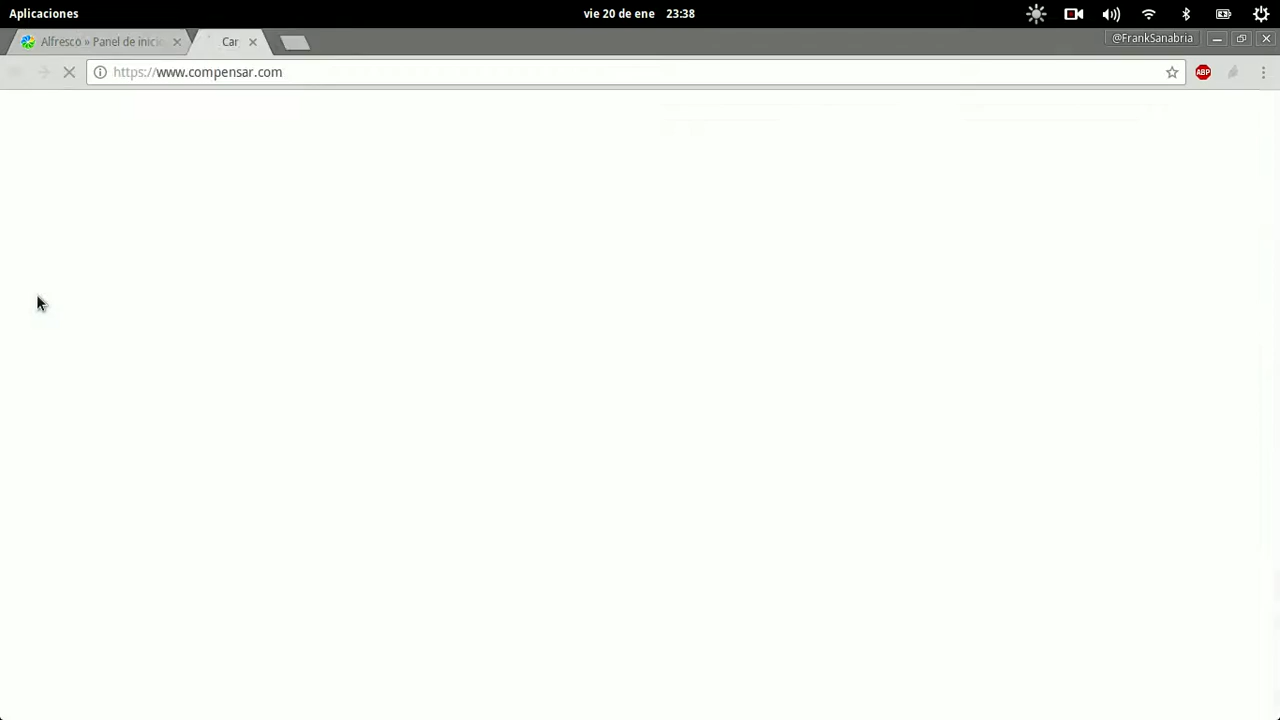 Aplicaciones
vie 20 de ene 23:38
Alfresco » Panel de inici
Car
@FrankSanabria
https://www.compensar.com
ABP